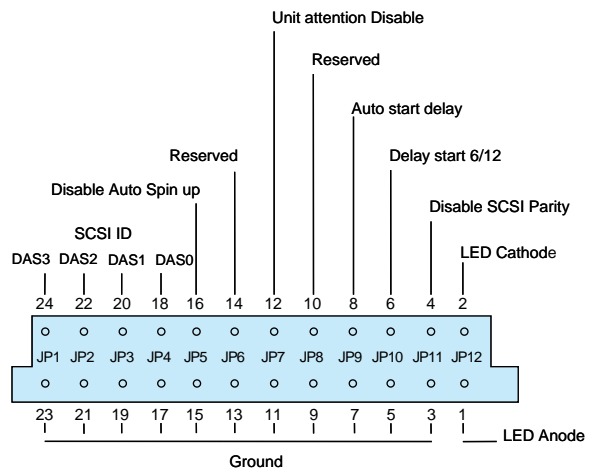 Unit attention Disable
Reserved
Auto start delay
Reserved
Delay start 6/12
Disable Auto Spin up
Disable SCSI Parity
SCSI ID
LED Cathode
DAS3 DAS2 DAS1 DAS0
24 22 20 18 16 14 12 10 8 6 4 2
JP1 JP2 JP3 JP4 JP5 JP6 JP7 JP8 JP9 JP10 JP11 JP12
23 21 19 17 15 13 11 9 7 5 3 1
LED Anode
Ground